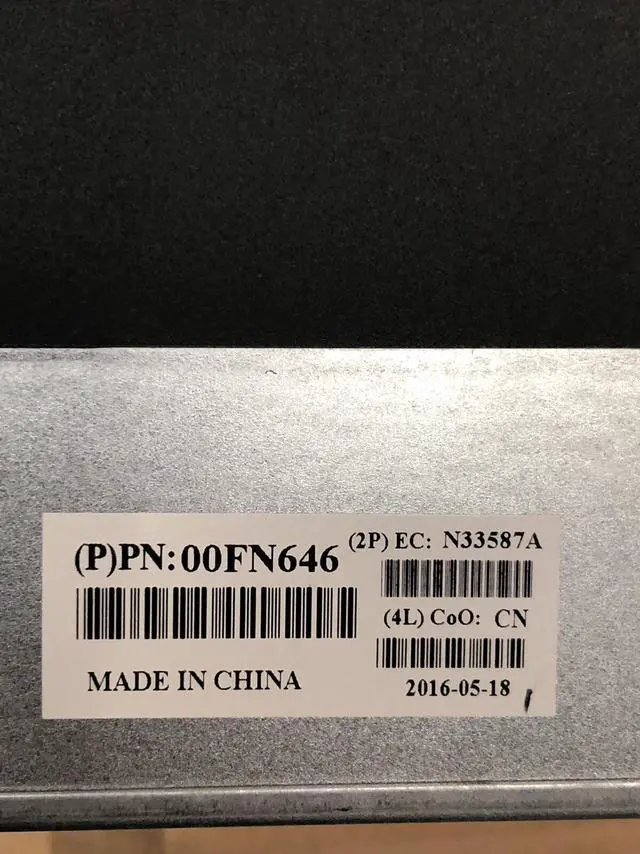 (P)PN:00FN646
MADE IN CHINA
(2P) EC: N33587A
(4L) CoO: CN
2016-05-18